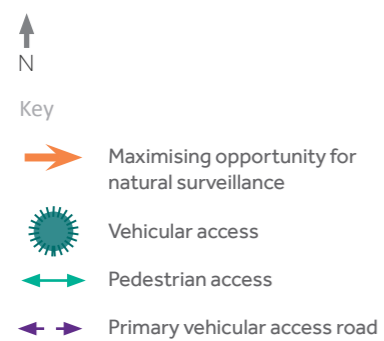 N
Key
Maximising opportunity for
natural surveillance
Vehicular access
Pedestrian access
Primary vehicular access road